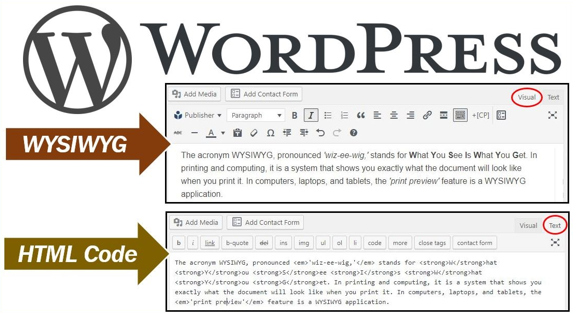 WORDPRESS
Add Media Add Contact Form
Visual Text
Publisher Paragraph B I ABC +[CP]
ABC A Ω
WYSIWYG
The acronym WYSIWYG, pronounced 'wiz-ee-wig,' stands for What You See Is What You Get. In
printing and computing, it is a system that shows you exactly what the document will look like
when you print it. In computers, laptops, and tablets, the 'print preview' feature is a WYSIWYG
application.
Add Media Add Contact Form
Visual Text
b i link b-quote del ins img ul ol li code more close tags contact form
HTML Code
The acronym WYSIWYG, pronounced <em>'wiz-ee-wig,'</em> stands for <strong>W</strong>hat
<strong>Y</strong>ou <strong>S</strong>ee <strong>I</strong>s <strong>W</strong>hat
<strong>Y</strong>ou <strong>G</strong>et. In printing and computing, it is a system that shows you
exactly what the document will look like when you print it. In computers, laptops, and tablets, the
<em>'print preview'</em> feature is a WYSIWYG application.